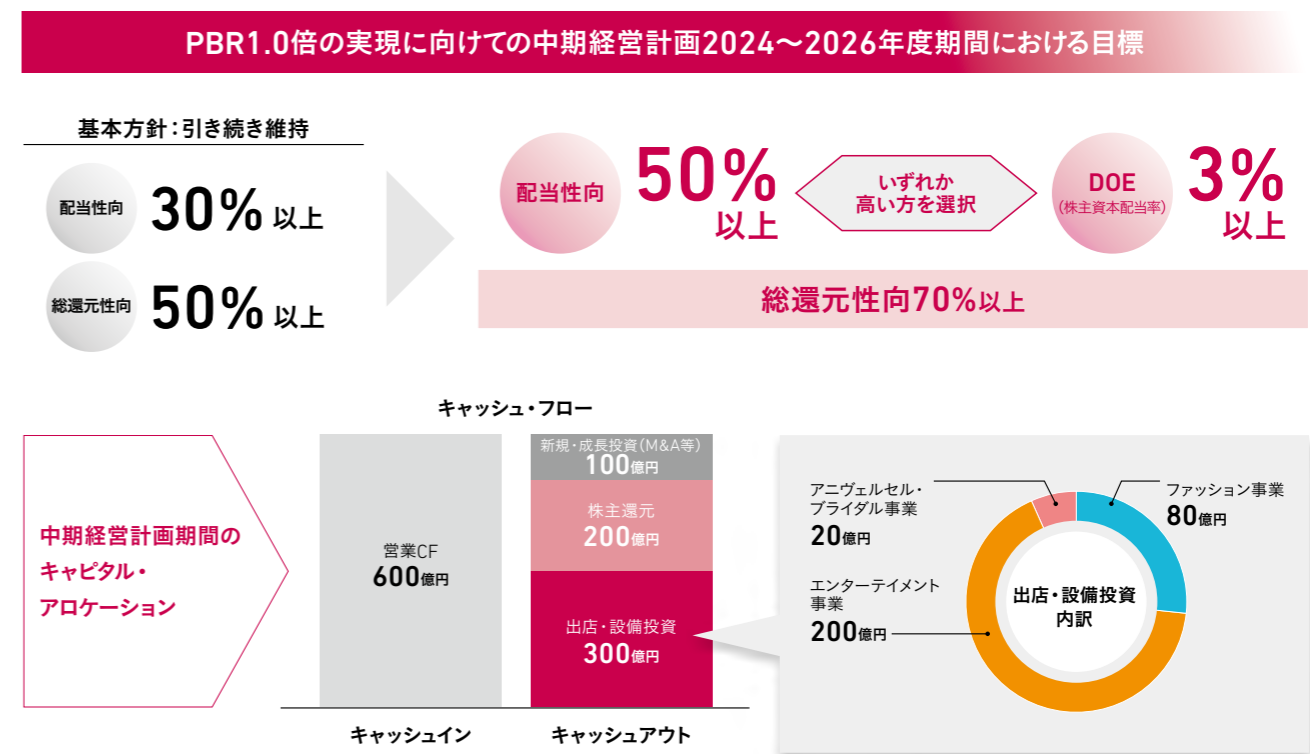 PBR1.0倍の実現に向けての中期経営計画2024〜2026年度期間における目標
基本方針：引き続き維持
配当性向
30%以上
総還元性向
50%以上
配当性向
50%
以上
いずれか
高い方を選択
DOE
（株主資本配当率）
3%
以上
総還元性向70%以上
中期経営計画期間の
キャピタル・
アロケーション
キャッシュ・フロー
営業CF
600億円
新規・成長投資（M&A等）
100億円
株主還元
200億円
出店・設備投資
300億円
キャッシュイン
キャッシュアウト
アニヴェルセル・
ブライダル事業
20億円
エンターテイメント
事業
200億円
ファッション事業
80億円
出店・設備投資
内訳